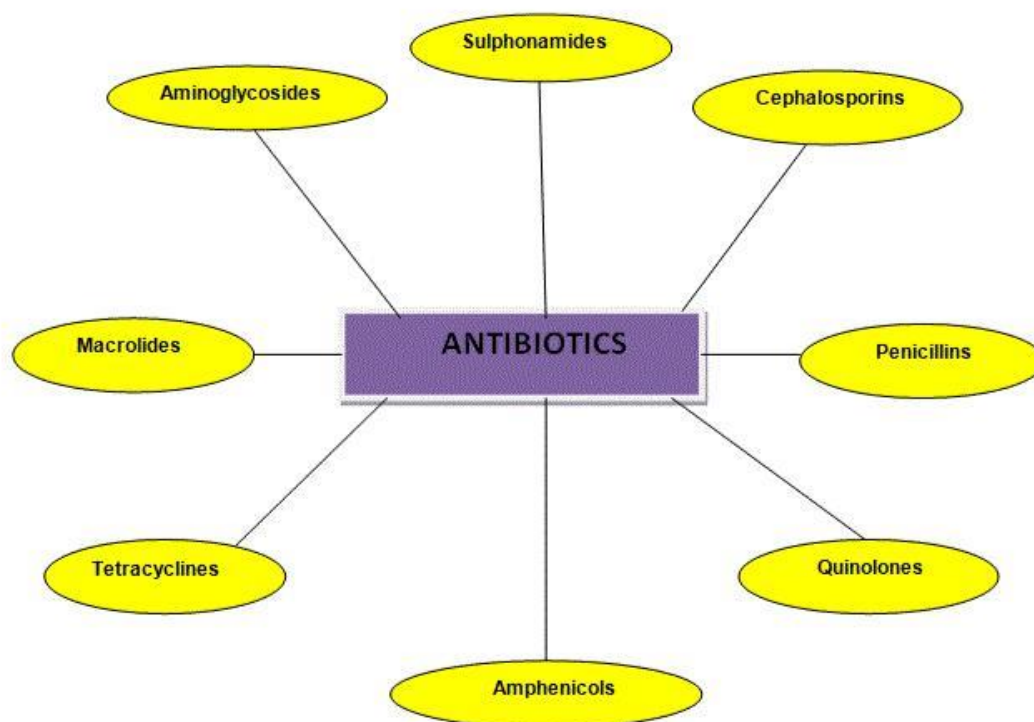 Sulphonamides
Aminoglycosides
Cephalosporins
Macrolides
ANTIBIOTICS
Penicillins
Tetracyclines
Quinolones
Amphenicols